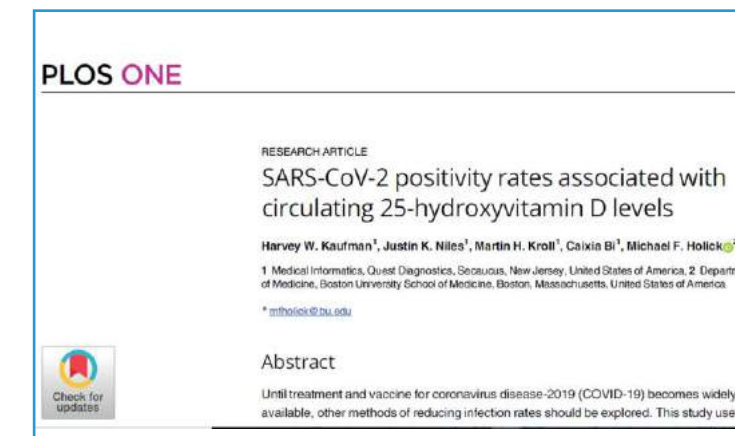 PLOS ONE
RESEARCH ARTICLE
SARS-CoV-2 positivity rates associated with
circulating 25-hydroxyvitamin D levels
Harvey W. Kaufman1, Justin K. Niles1, Martin H. Kroll1, Caixia Bi1, Michael F. Holick
1 Medical Informatics, Quest Diagnostics, Secaucus, New Jersey, United States of America, 2
of Medicine, Boston University School of Medicine, Boston, Massachusetts, United States of America
* mfholick@bu.edu
Abstract
Check for
updates
Until treatment and vaccine for coronavirus disease-2019 (COVID-19) becomes widely
available, other methods of reducing infection rates should be explored. This study use